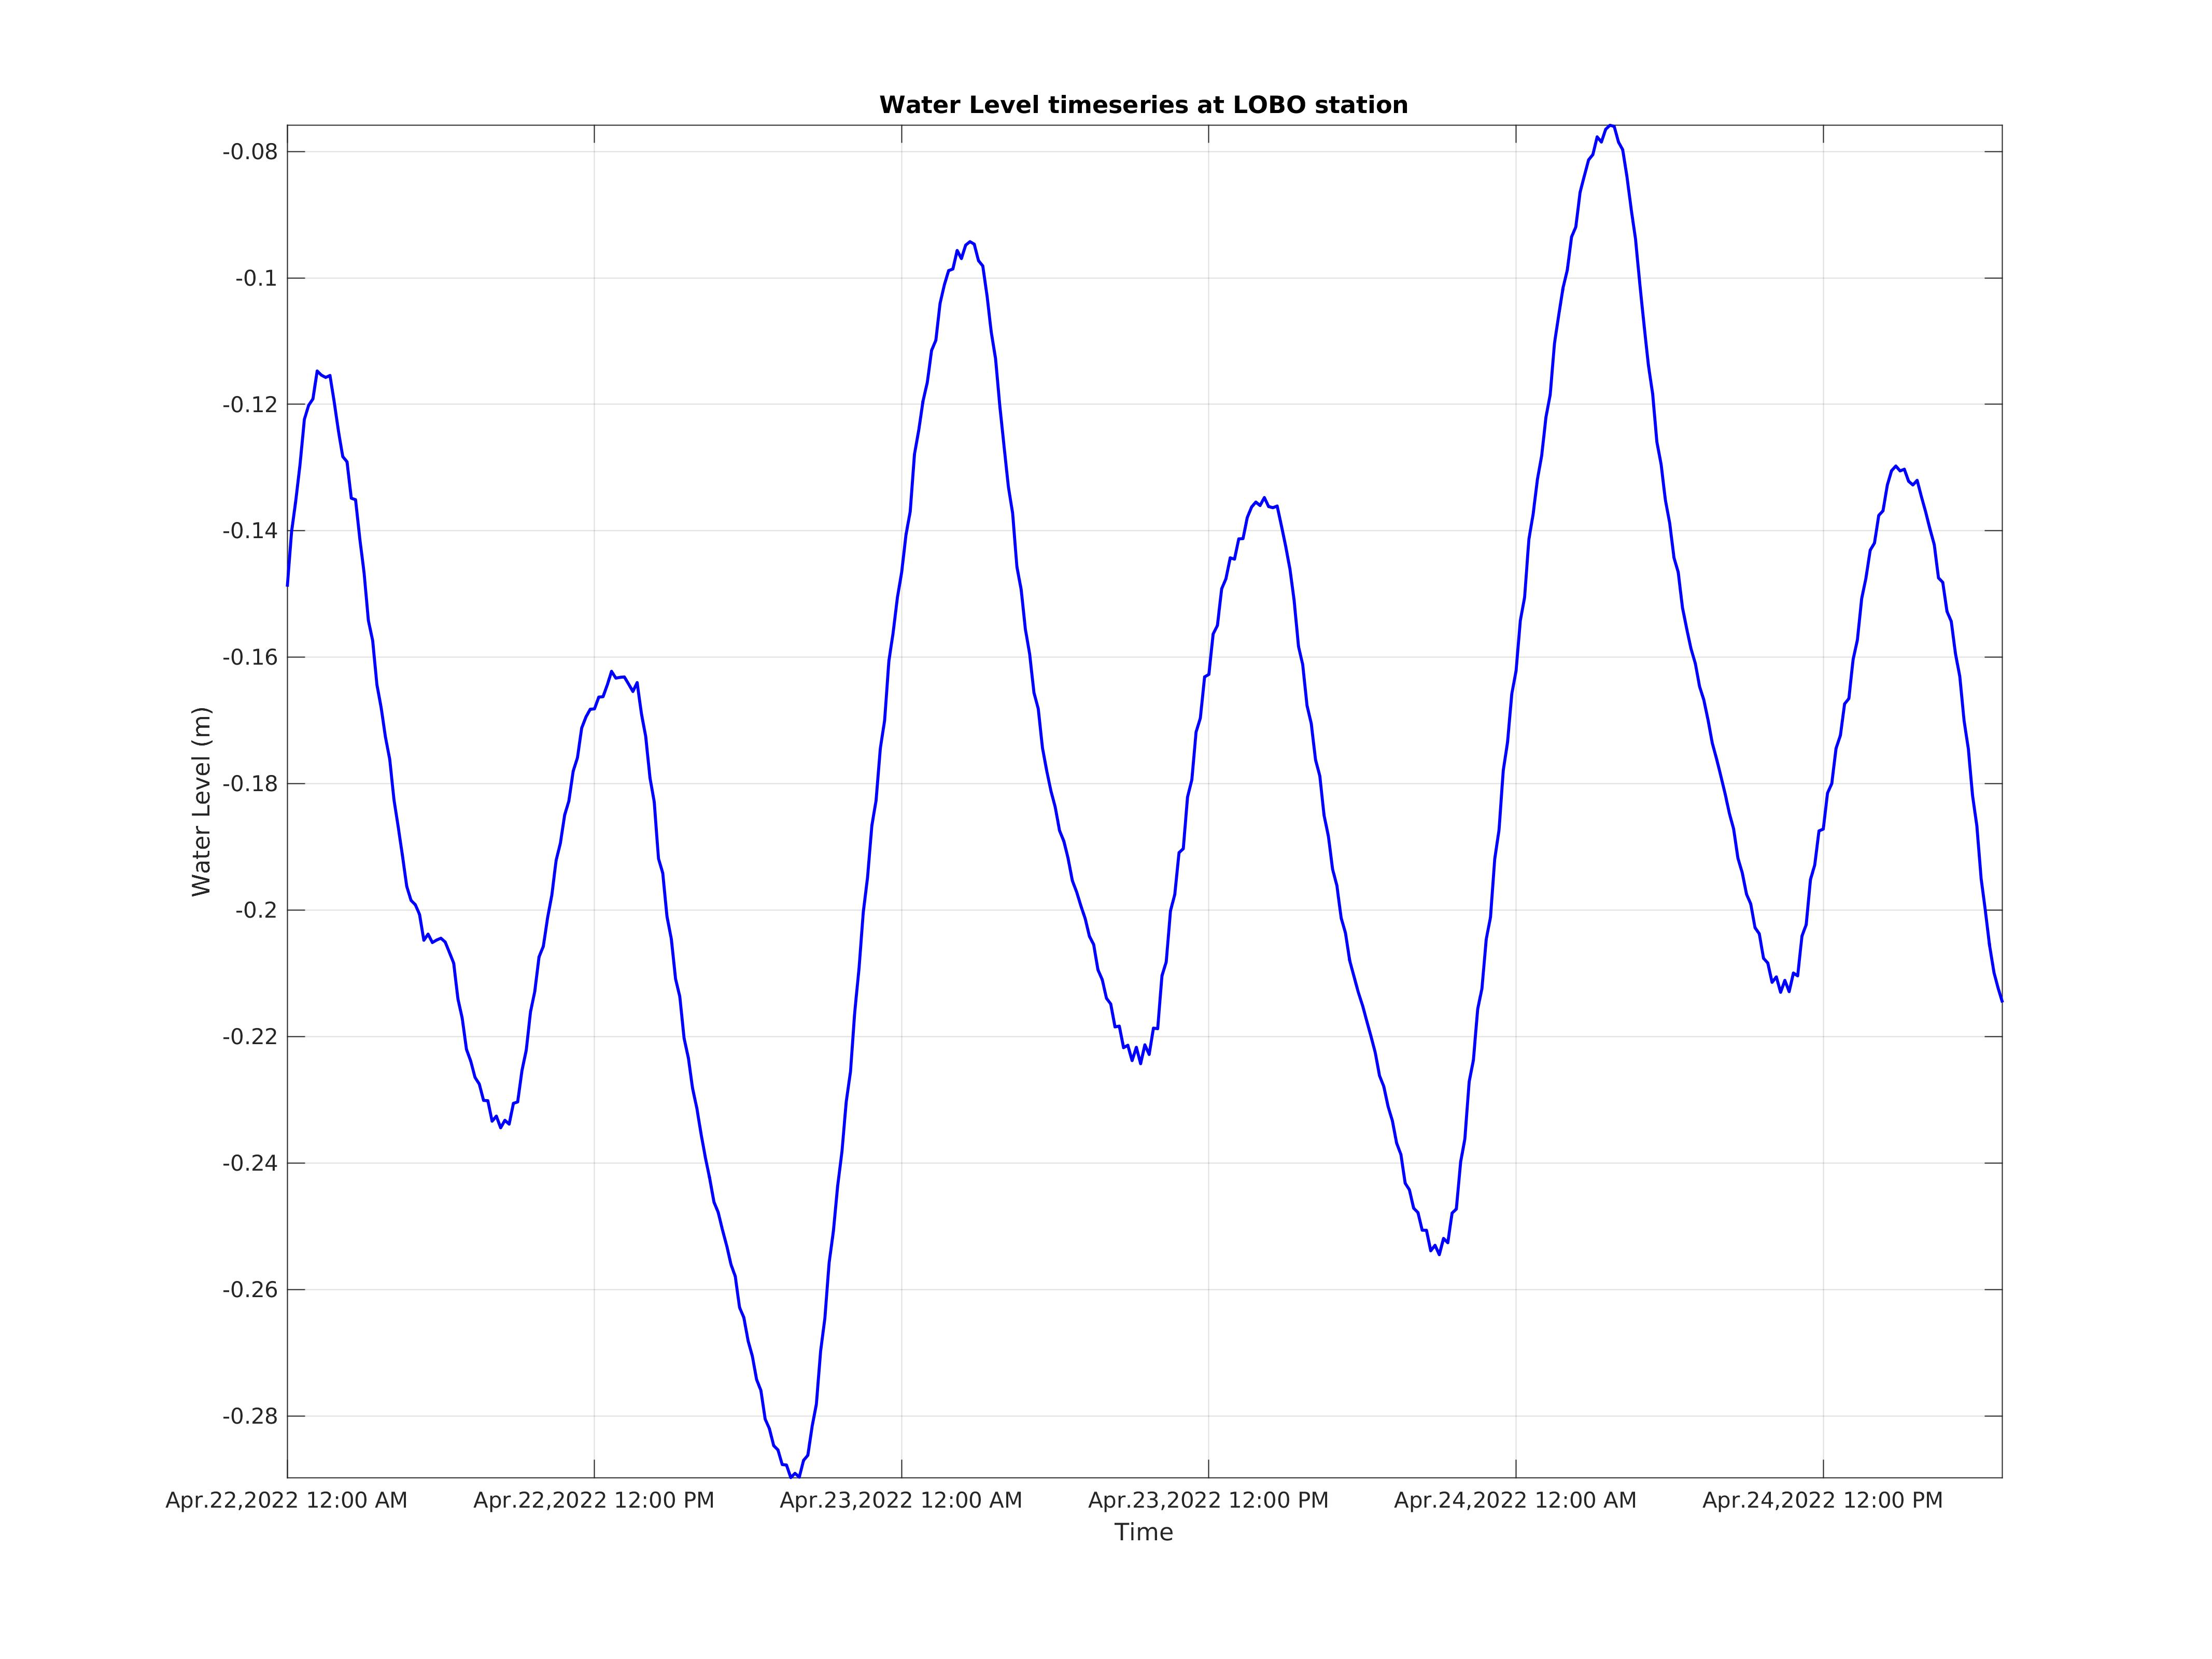 Water Level timeseries at LOBO station
-0.08
-0.1
-0.12
-0.14
-0.16
-0.18
-0.2
-0.22
-0.24
-0.26
-0.28
Water Level (m)
Apr.22,2022 12:00 AM
Apr.22,2022 12:00 PM
Apr.23,2022 12:00 AM
Apr.23,2022 12:00 PM
Apr.24,2022 12:00 AM
Apr.24,2022 12:00 PM
Time